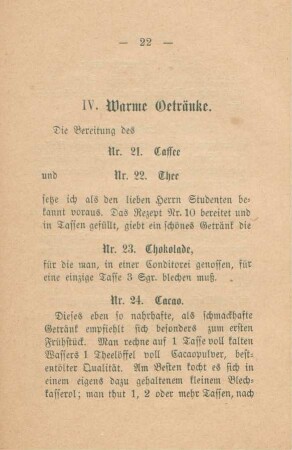 — 22 —
IV. Warme Getränke.
Die Bereitung des
Nr. 21. Caffee
und Nr. 22. Thee
setze ich als den lieben Herrn Studenten be-
kannt voraus. Das Rezept Nr. 10 bereitet und
in Tassen gefüllt, giebt ein schönes Getränk die
Nr. 23. Chokolade,
für die man, in einer Conditorei genossen, für
eine einzige Tasse 3 Sgr. blechen muß.
Nr. 24. Cacao.
Dieses eben so nahrhafte, als schmackhafte
Getränk empfiehlt sich besonders zum ersten
Frühstück. Man rechne auf 1 Tasse voll kalten
Wassers 1 Theelöffel voll Cacaopulver, best-
entölter Qualität. Am Besten kocht es sich in
einem eigens dazu gehaltenem kleinem Blech-
kasserol; man thut 1, 2 oder mehr Tassen, nach